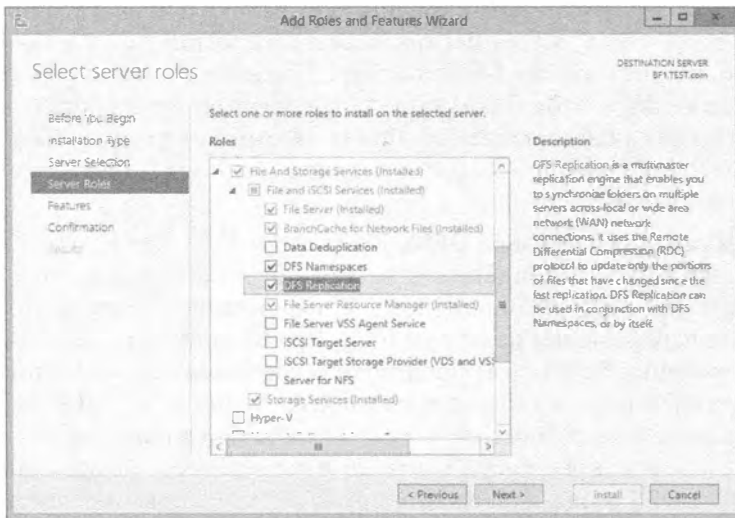 Add Roles and Features Wizard
Select server roles
DESTINATION SERVER
BF1.TEST.com
Before You Begin
Installation Type
Server Selection
Server Roles
Features
Confirmation
Results
Select one or more roles to install on the selected server.
Roles
File And Storage Services (Installed)
File and iSCSI Services (Installed)
File Server (Installed)
BranchCache for Network Files (Installed)
Data Deduplication
DFS Namespaces
DFS Replication
File Server Resource Manager (Installed)
File Server VSS Agent Service
iSCSI Target Server
iSCSI Target Storage Provider (VDS and VSS
Server for NFS
Storage Services (Installed)
Hyper-V
Description
DFS Replication is a multimaster
replication engine that enables you
to synchronize folders on multiple
servers across local or wide area
network (WAN) network
connections. it uses the Remote
Differential Compression (RDC)
protocol to update only the portions
of files that have changed since the
last replication. DFS Replication can
be used in conjunction with DFS
Namespaces, or by itself.
< Previous
Next >
Install
Cancel